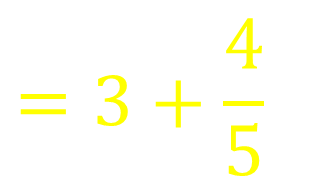 = 3 + 4/5